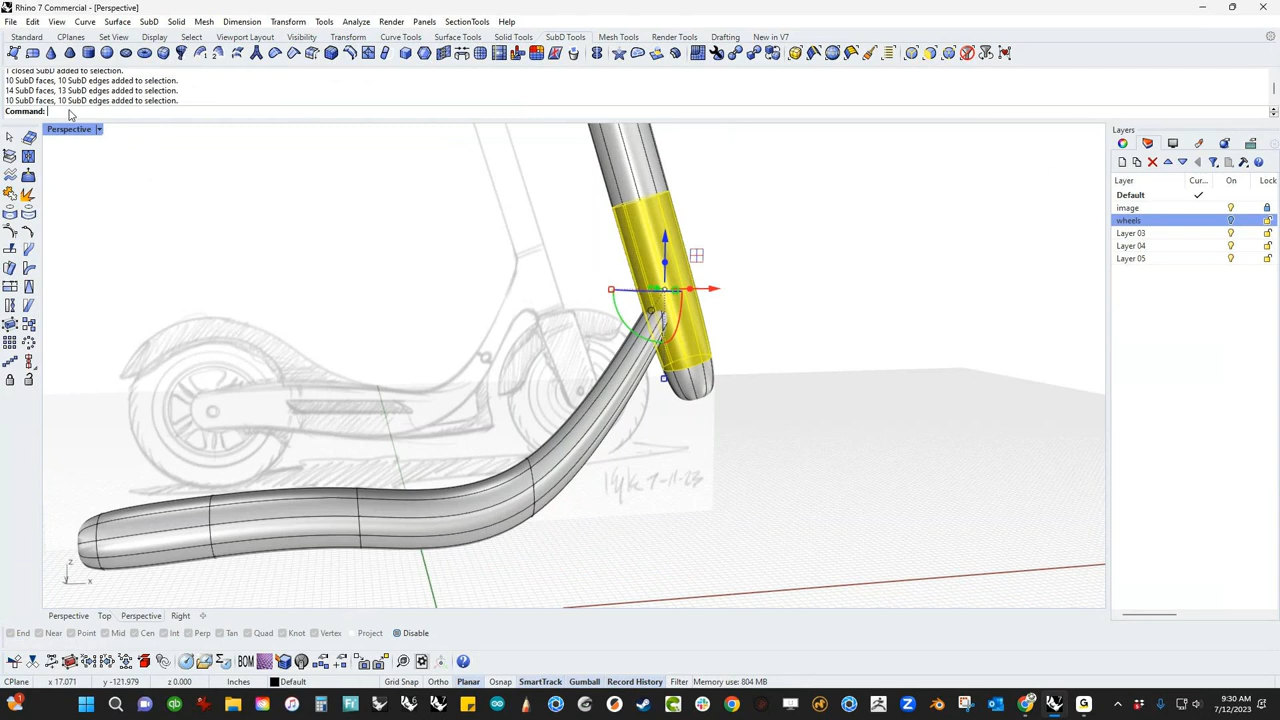 Rhino 7 Commercial - [Perspective]
File Edit View Curve Surface SubD Solid Mesh Dimension Transform Tools Analyze Render Panels SectionTools Help
Standard CPlanes Set View Display Select Viewport Layout Visibility Transform Curve Tools Surface Tools Solid Tools SubD Tools Mesh Tools Render Tools Drafting New in V7
1 closed SubD added to selection.
10 SubD faces, 10 SubD edges added to selection.
14 SubD faces, 13 SubD edges added to selection.
10 SubD faces, 10 SubD edges added to selection.
Command:
Perspective
Layers
Layer Cur... On Lock
Default
image
wheels
Layer 03
Layer 04
Layer 05
7-11-23
z
y x
Perspective Top Perspective Right
End Near Point Mid Cen Int Perp Tan Quad Knot Vertex Project Disable
BOM
CPlane x 17.071 y -121.979 z 0.000 Inches Default Grid Snap Ortho Planar Osnap SmartTrack Gumball Record History Filter Memory use: 804 MB
9:30 AM
7/12/2023